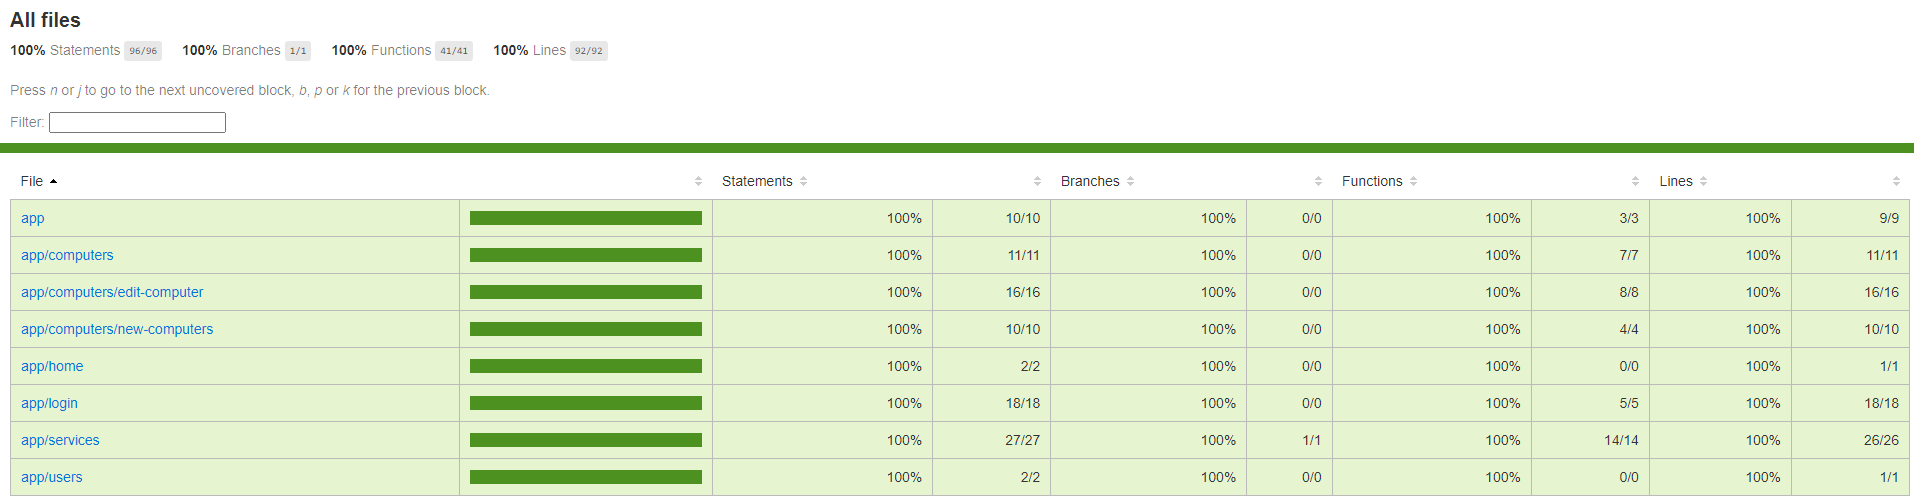 All files
100% Statements 96/96 100% Branches 1/1 100% Functions 41/41 100% Lines 92/92
Press n or j to go to the next uncovered block, b, p or k for the previous block.
Filter:
File Statements Branches Functions Lines
app 100% 10/10 100% 0/0 100% 3/3 100% 9/9
app/computers 100% 11/11 100% 0/0 100% 7/7 100% 11/11
app/computers/edit-computer 100% 16/16 100% 0/0 100% 8/8 100% 16/16
app/computers/new-computers 100% 10/10 100% 0/0 100% 4/4 100% 10/10
app/home 100% 2/2 100% 0/0 100% 0/0 100% 1/1
app/login 100% 18/18 100% 0/0 100% 5/5 100% 18/18
app/services 100% 27/27 100% 1/1 100% 14/14 100% 26/26
app/users 100% 2/2 100% 0/0 100% 0/0 100% 1/1